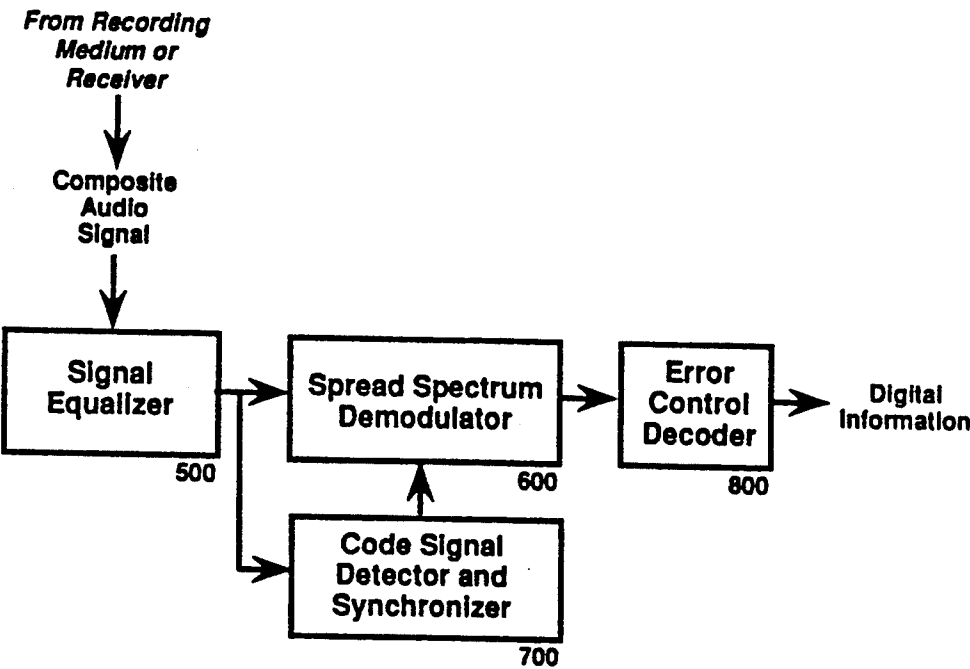 From Recording
Medium or
Receiver
Composite
Audio
Signal
Signal
Equalizer
500
Spread Spectrum
Demodulator
600
Error
Control
Decoder
800
Digital
Information
Code Signal
Detector and
Synchronizer
700